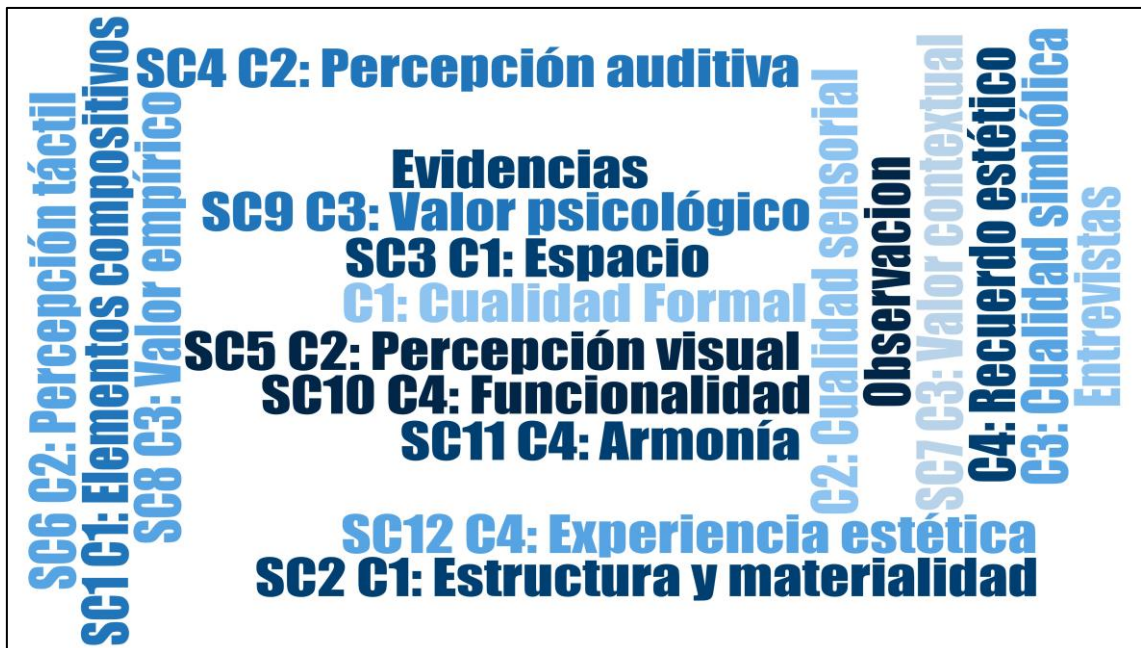 SC6 C2: Percepción táctil
SC1 C1: Elementos compositivos
SC8 C3: Valor empírico
SC4 C2: Percepción auditiva
Evidencias
SC9 C3: Valor psicológico
SC3 C1: Espacio
C1: Cualidad Formal
SC5 C2: Percepción visual
SC10 C4: Funcionalidad
SC11 C4: Armonía
SC12 C4: Experiencia estética
SC2 C1: Estructura y materialidad
C2: Cualidad sensorial
Observacion
SC7 C3: Valor contextual
C4: Recuerdo estético
C3: Cualidad simbólica
Entrevistas